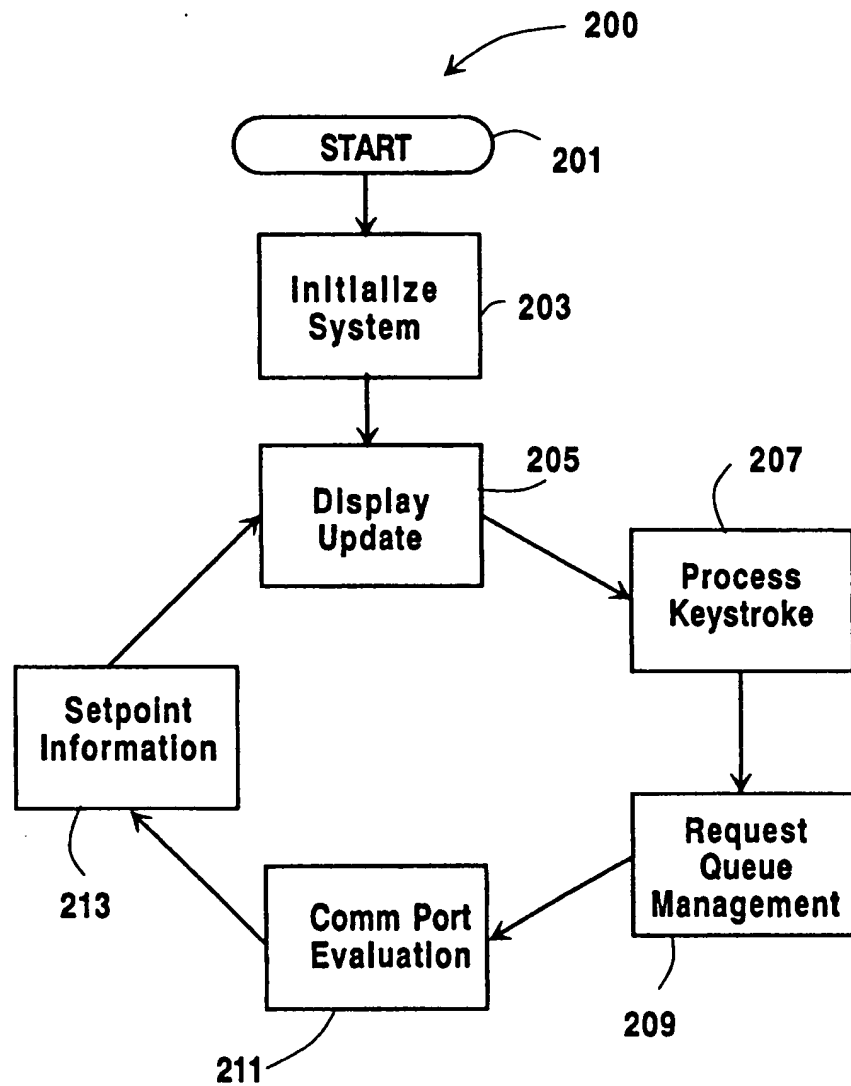 200
START
201
Initialize
System
203
Display
Update
205
207
Process
Keystroke
Setpoint
Information
213
Request
Queue
Management
209
Comm Port
Evaluation
211